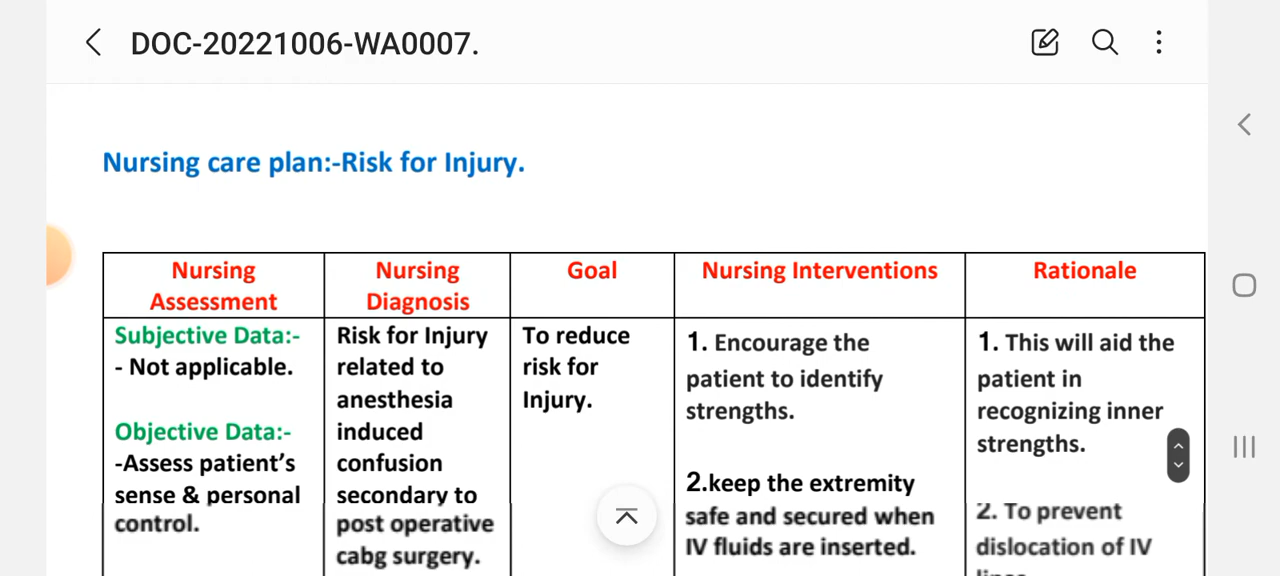 DOC-20221006-WA0007.
Nursing care plan:-Risk for Injury.
Nursing
Assessment
Nursing
Diagnosis
Goal
Nursing Interventions
Rationale
Subjective Data:-
- Not applicable.
Objective Data:-
-Assess patient's
sense & personal
control.
Risk for Injury
related to
anesthesia
induced
confusion
secondary to
post operative
cabg surgery.
To reduce
risk for
Injury.
1. Encourage the
patient to identify
strengths.
2.keep the extremity
safe and secured when
IV fluids are inserted.
1. This will aid the
patient in
recognizing inner
strengths.
2. To prevent
dislocation of IV